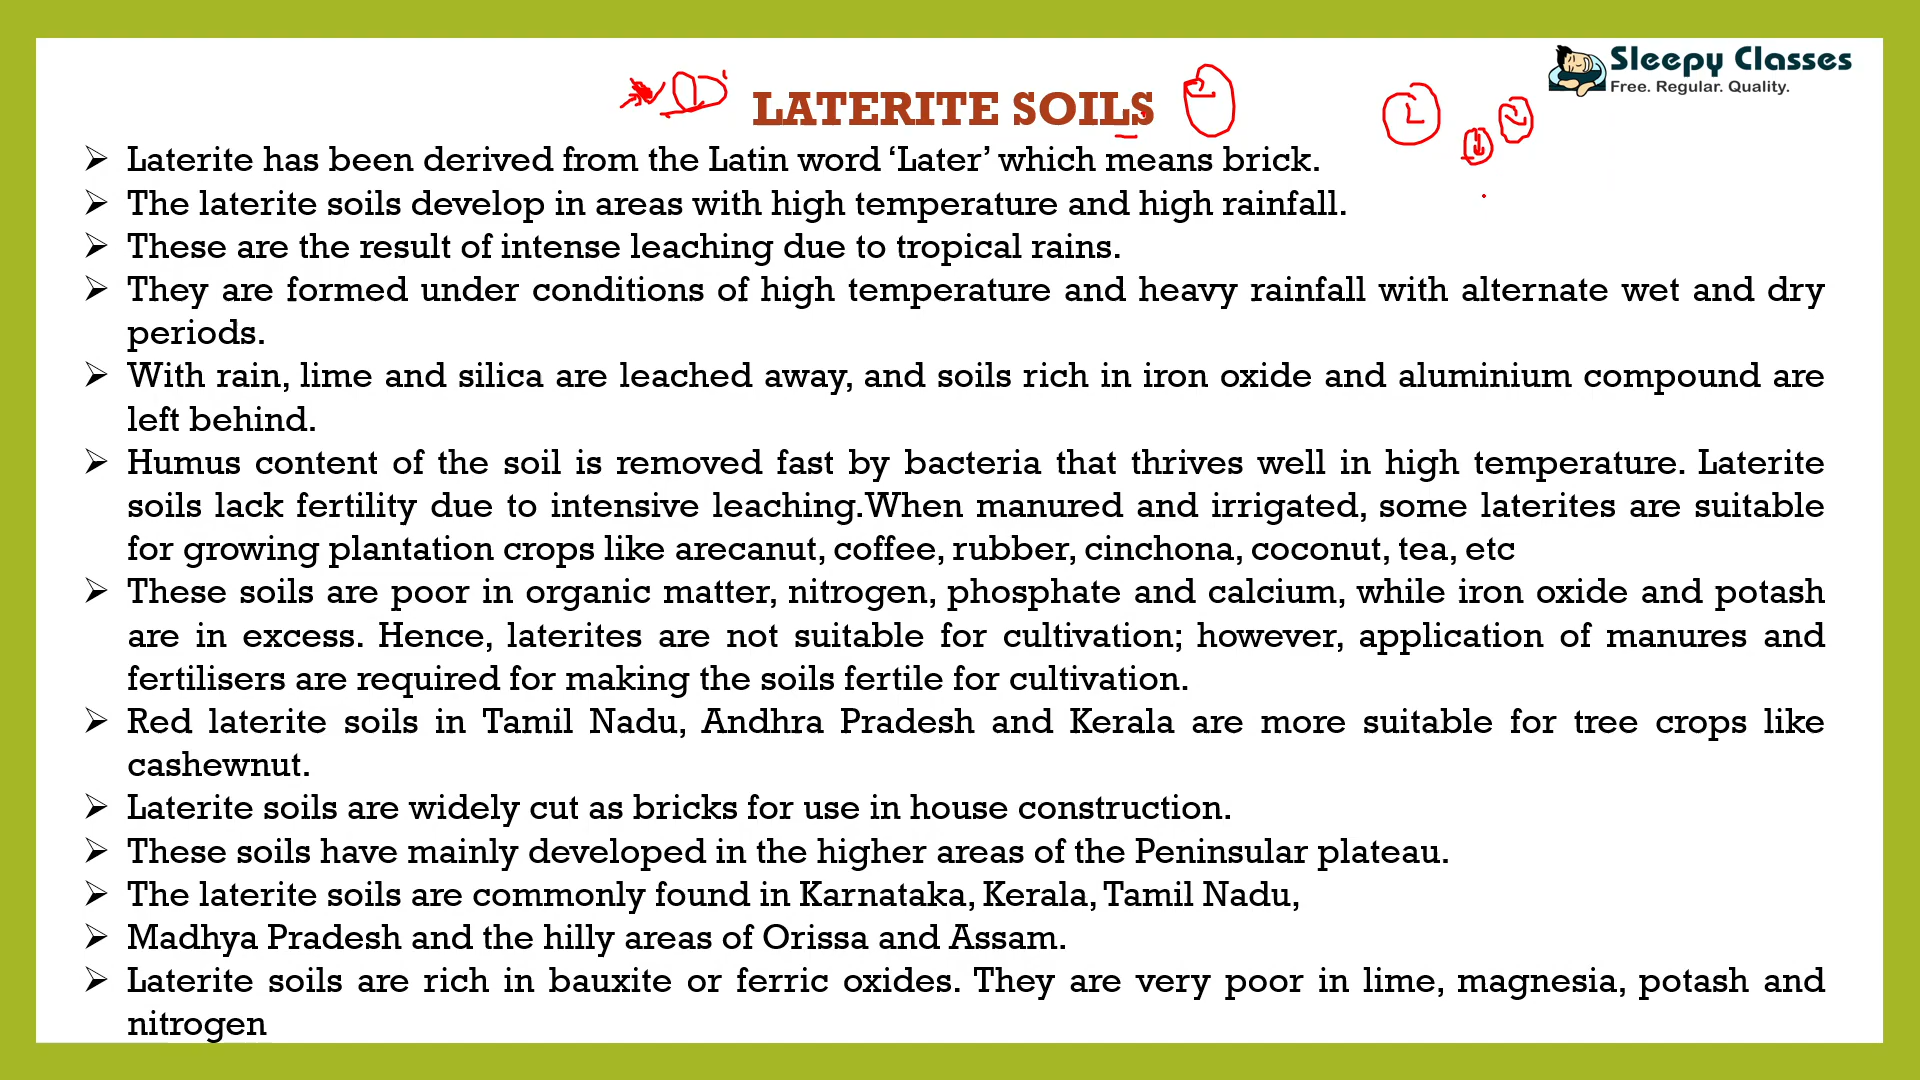 Sleepy Classes
Free. Regular. Quality.
LATERITE SOILS
➢ Laterite has been derived from the Latin word ‘Later’ which means brick.
➢ The laterite soils develop in areas with high temperature and high rainfall.
➢ These are the result of intense leaching due to tropical rains.
➢ They are formed under conditions of high temperature and heavy rainfall with alternate wet and dry
periods.
➢ With rain, lime and silica are leached away, and soils rich in iron oxide and aluminium compound are
left behind.
➢ Humus content of the soil is removed fast by bacteria that thrives well in high temperature. Laterite
soils lack fertility due to intensive leaching.When manured and irrigated, some laterites are suitable
for growing plantation crops like arecanut, coffee, rubber, cinchona, coconut, tea, etc
➢ These soils are poor in organic matter, nitrogen, phosphate and calcium, while iron oxide and potash
are in excess. Hence, laterites are not suitable for cultivation; however, application of manures and
fertilisers are required for making the soils fertile for cultivation.
➢ Red laterite soils in Tamil Nadu, Andhra Pradesh and Kerala are more suitable for tree crops like
cashewnut.
➢ Laterite soils are widely cut as bricks for use in house construction.
➢ These soils have mainly developed in the higher areas of the Peninsular plateau.
➢ The laterite soils are commonly found in Karnataka, Kerala, Tamil Nadu,
➢ Madhya Pradesh and the hilly areas of Orissa and Assam.
➢ Laterite soils are rich in bauxite or ferric oxides. They are very poor in lime, magnesia, potash and
nitrogen